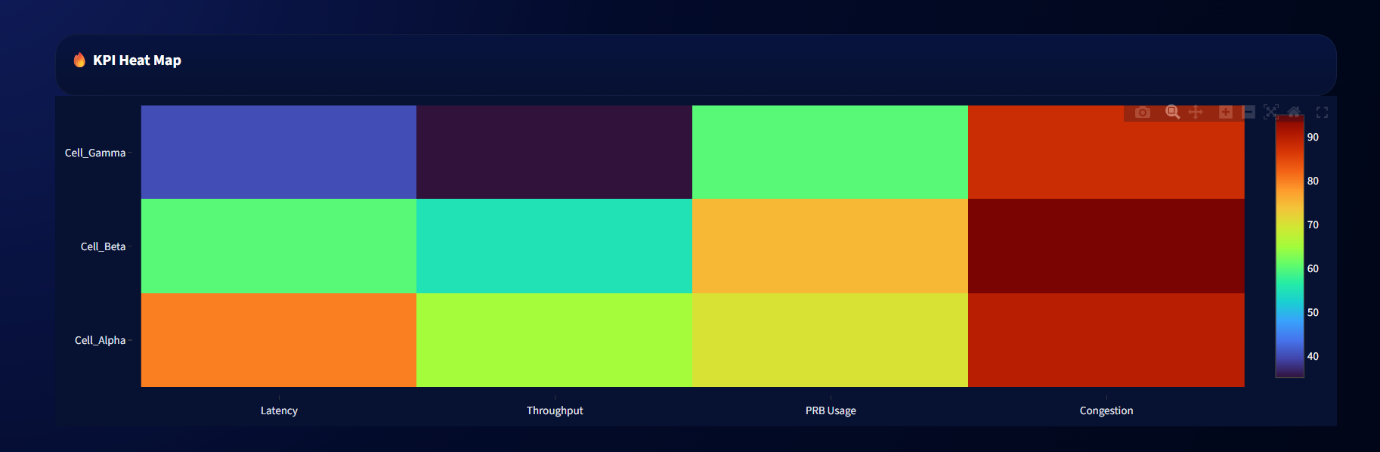 🔥 KPI Heat Map
Cell_Gamma
Cell_Beta
Cell_Alpha
Latency
Throughput
PRB Usage
Congestion
90
80
70
60
50
40